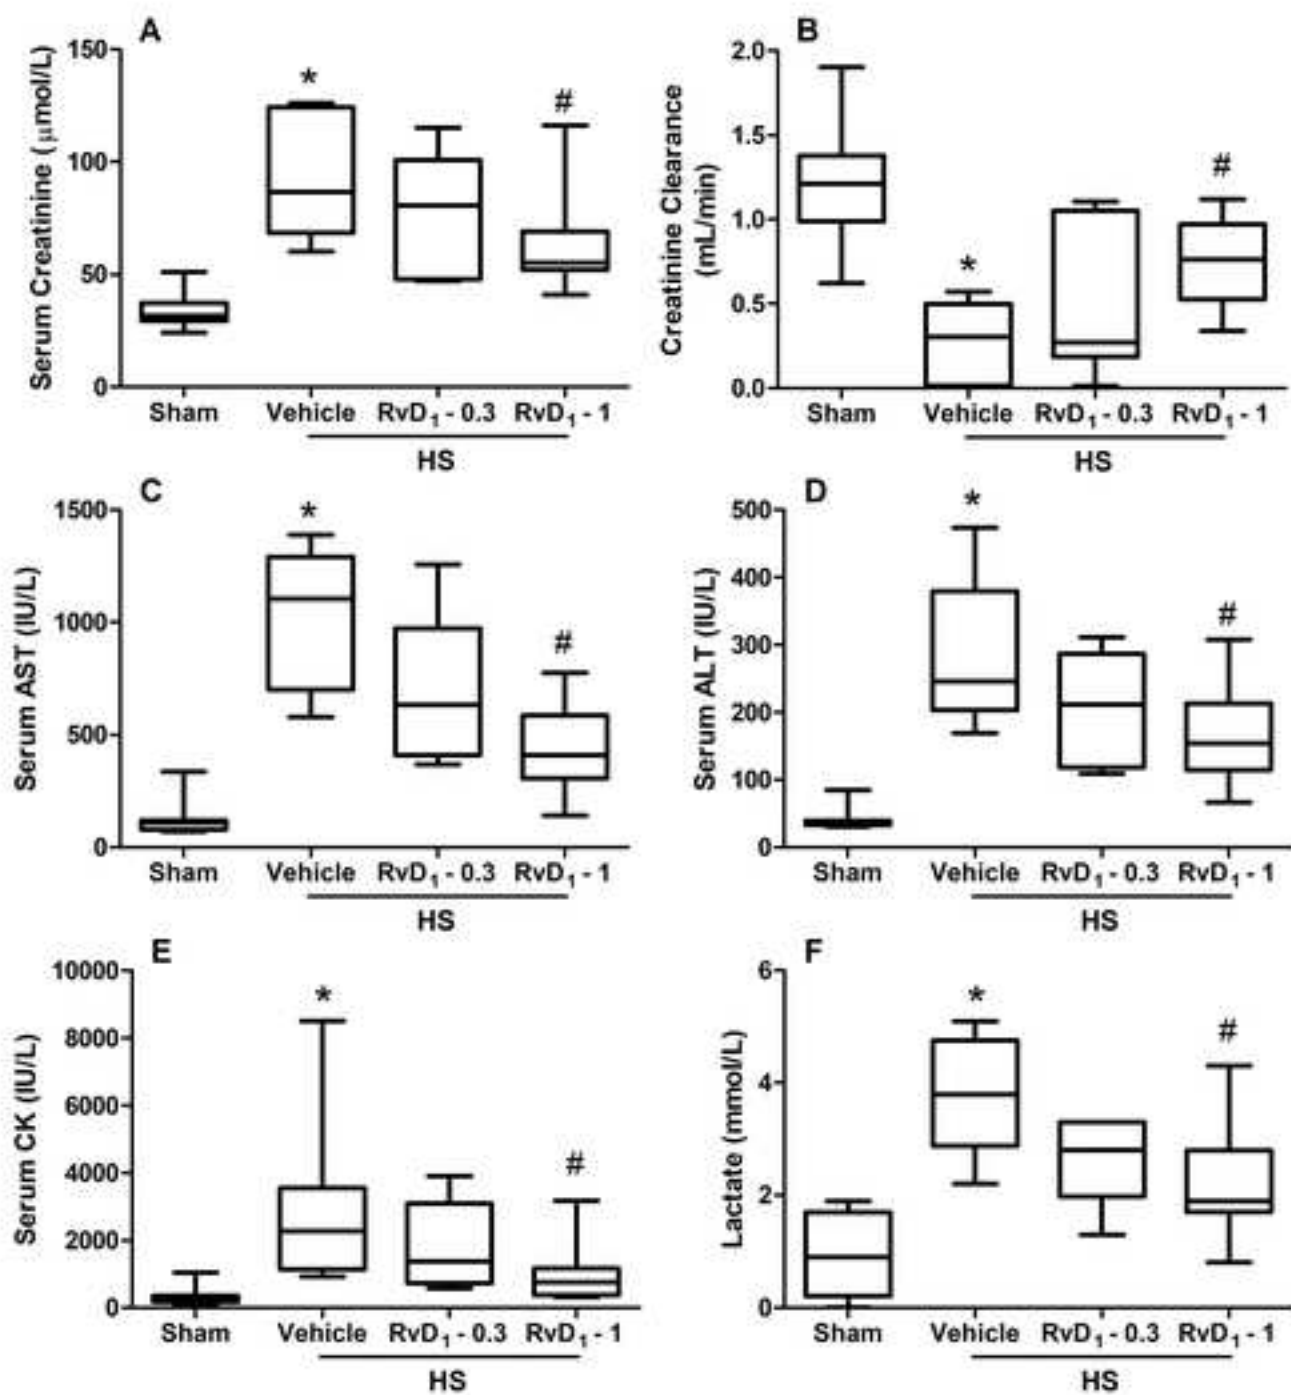 A
Serum Creatinine (μmol/L)
150
100
50
0
*
#
Sham Vehicle RvD₁ - 0.3 RvD₁ - 1
HS
B
Creatinine Clearance
(mL/min)
2.0
1.5
1.0
0.5
0.0
*
#
Sham Vehicle RvD₁ - 0.3 RvD₁ - 1
HS
C
Serum AST (IU/L)
1500
1000
500
0
*
#
Sham Vehicle RvD₁ - 0.3 RvD₁ - 1
HS
D
Serum ALT (IU/L)
500
400
300
200
100
0
*
#
Sham Vehicle RvD₁ - 0.3 RvD₁ - 1
HS
E
Serum CK (IU/L)
10000
8000
6000
4000
2000
0
*
#
Sham Vehicle RvD₁ - 0.3 RvD₁ - 1
HS
F
Lactate (mmol/L)
6
4
2
0
*
#
Sham Vehicle RvD₁ - 0.3 RvD₁ - 1
HS